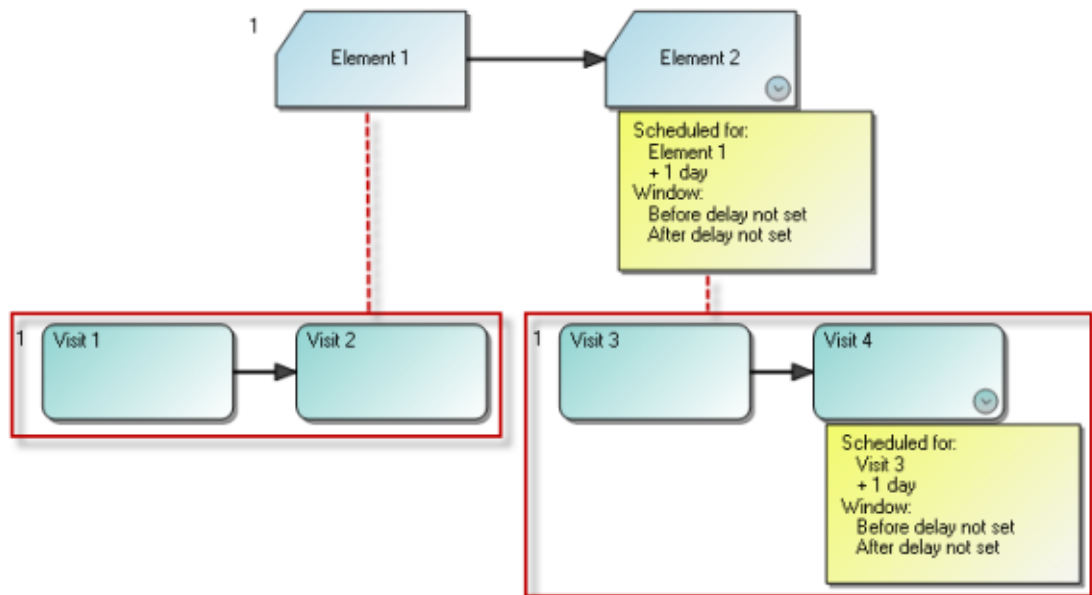 1
Element 1
Element 2
Scheduled for:
Element 1
+ 1 day
Window:
Before delay not set
After delay not set
1
Visit 1
Visit 2
1
Visit 3
Visit 4
Scheduled for:
Visit 3
+ 1 day
Window:
Before delay not set
After delay not set